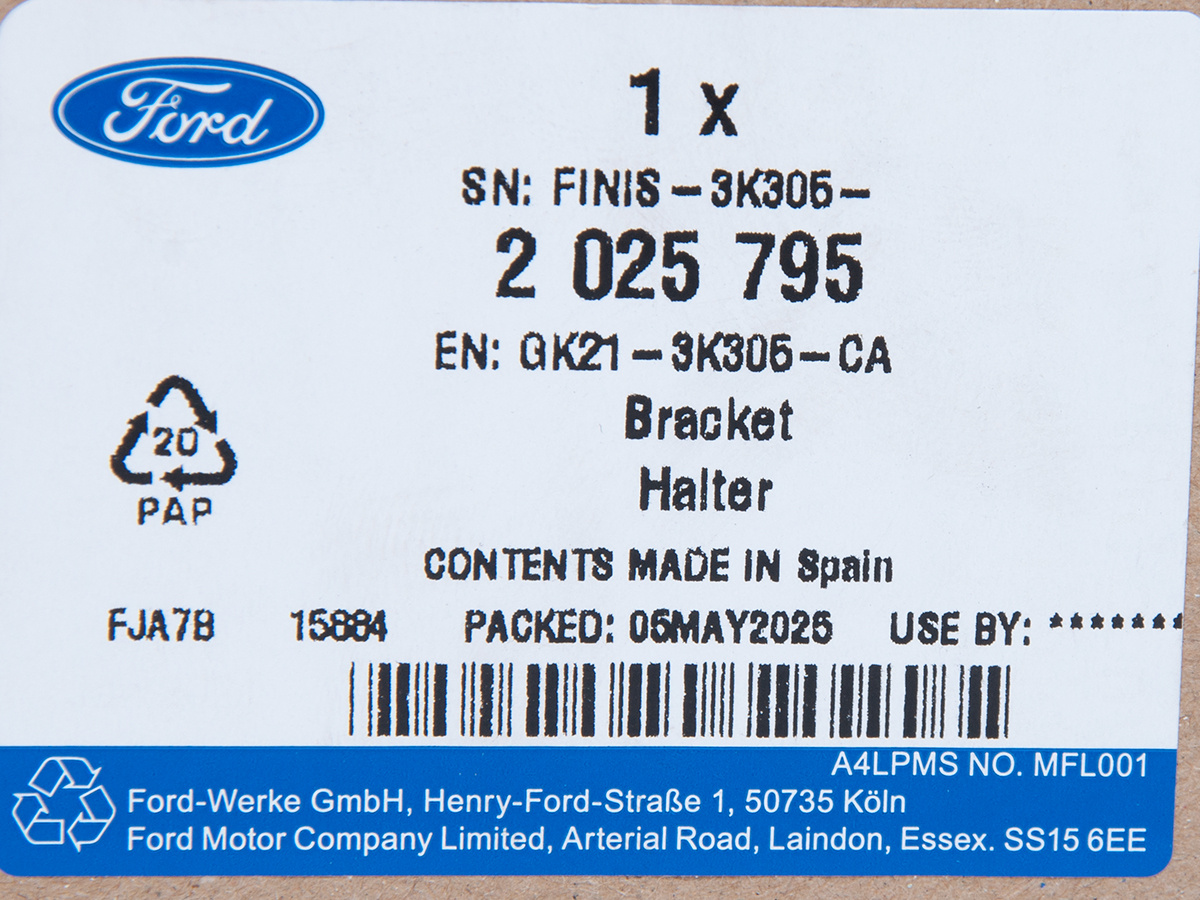 Ford
1 x
SN: FINIS-3K305-
2 025 795
EN: GK21-3K305-CA
Bracket
Halter
20
PAP
CONTENTS MADE IN Spain
FJA7B 15884 PACKED: 05MAY2025 USE BY: *******
A4LPMS NO. MFL001
Ford-Werke GmbH, Henry-Ford-Straße 1, 50735 Köln
Ford Motor Company Limited, Arterial Road, Laindon, Essex. SS15 6EE